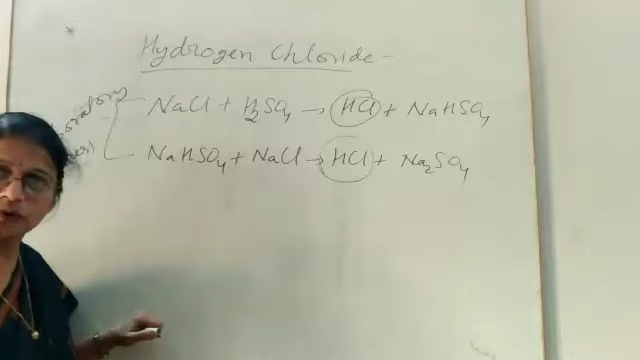 Hydrogen Chloride -
NaCl + H₂SO₄ → HCl + NaHSO₄
NaHSO₄ + NaCl → HCl + Na₂SO₄